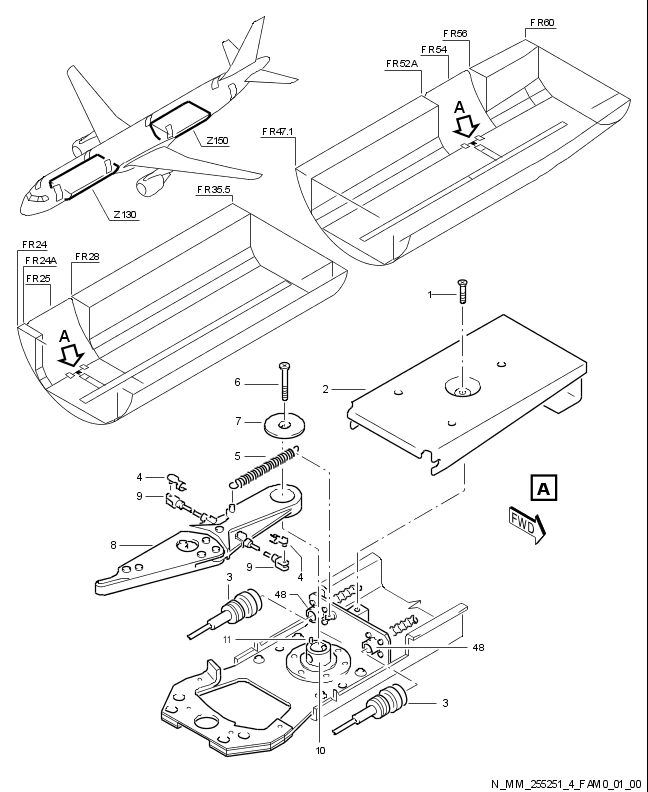 FR60
FR56
FR54
FR52A
A
FR47.1
Z150
FR35.5
Z130
FR24
FR24A
FR28
FR25
A
1
6
2
7
5
4
9
A
FWD
8
9
4
3
48
11
48
3
10
N_MM_255251_4_FAM0_01_00